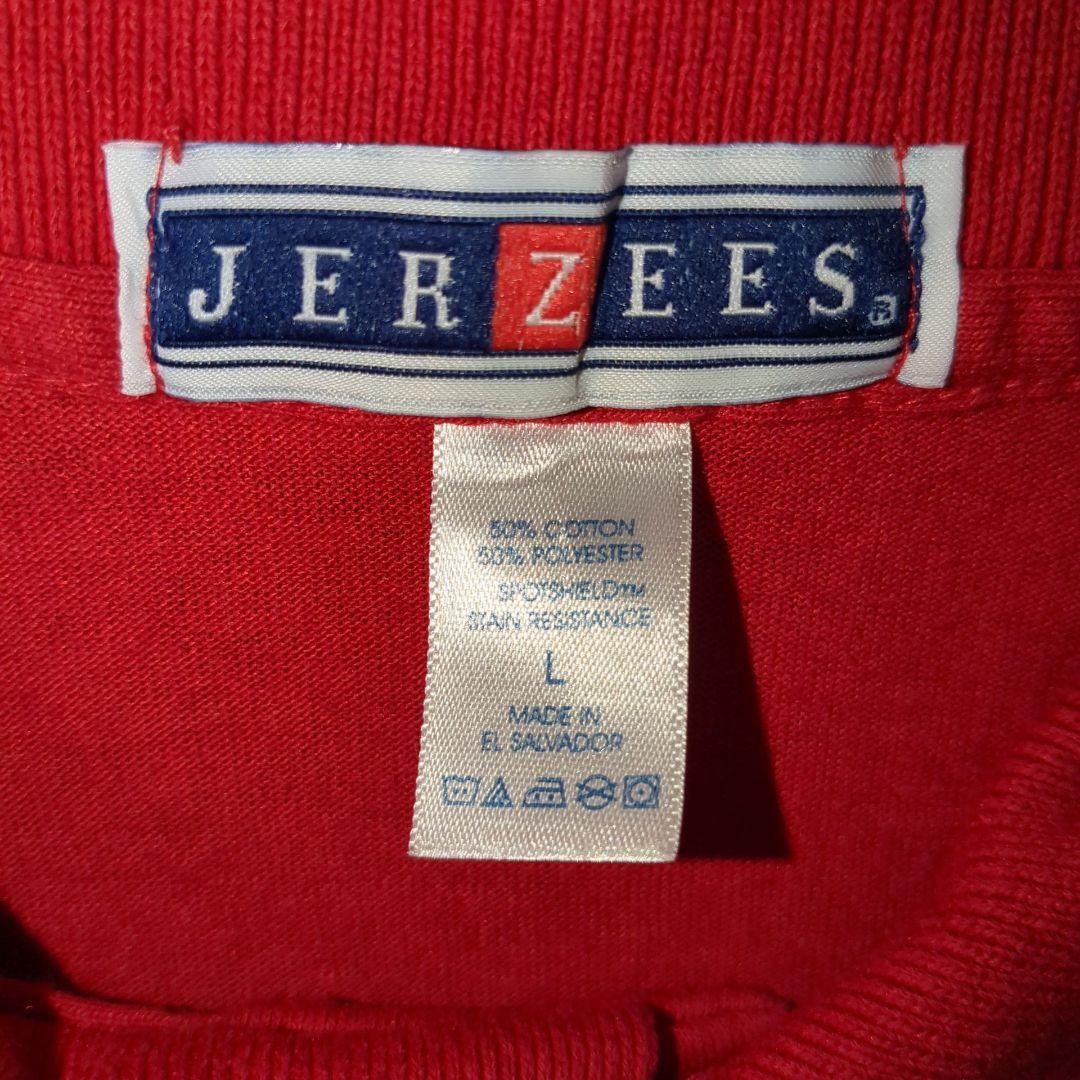 JERZEES®
50% COTTON
50% POLYESTER
SPOTSHIELD™
STAIN RESISTANCE
L
MADE IN
EL SALVADOR